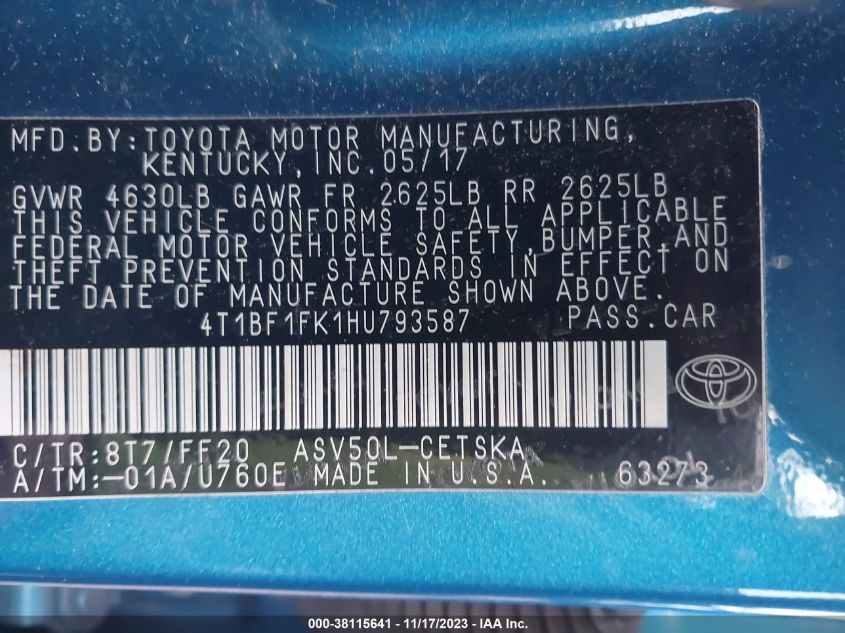 MFD.BY:TOYOTA MOTOR MANUFACTURING,
KENTUCKY,INC.05/17
GVWR 4630LB GAWR FR 2625LB RR 2625LB
THIS VEHICLE CONFORMS TO ALL APPLICABLE
FEDERAL MOTOR VEHICLE SAFETY,BUMPER,AND
THEFT PREVENTION STANDARDS IN EFFECT ON
THE DATE OF MANUFACTURE SHOWN ABOVE.
4T1BF1FK1HU793587 PASS.CAR
C/TR:8T7/FF20 ASV50L-CETSKA
A/TM:-01A/U760E MADE IN U.S.A. 63273
000-38115641 - 11/17/2023 - IAA Inc.